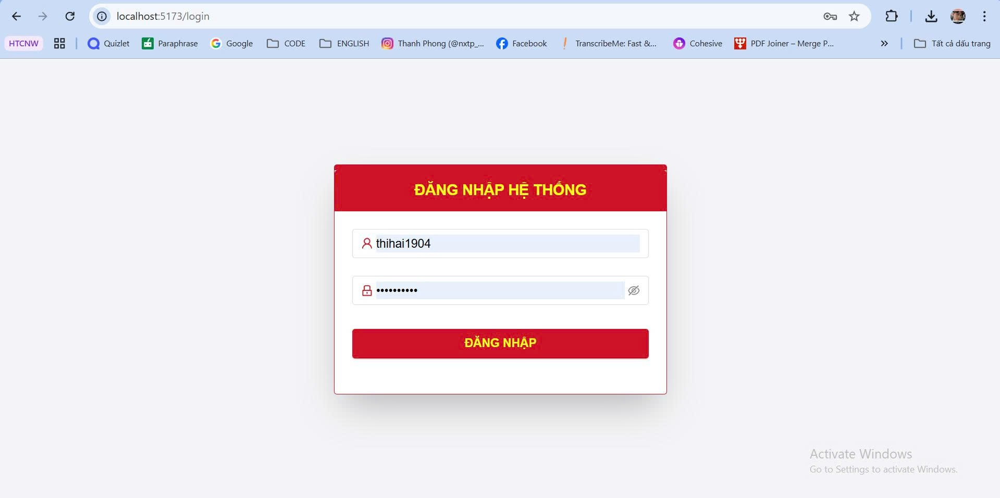 localhost:5173/login
HTCNW Quizlet Paraphrase Google CODE ENGLISH Thanh Phong (@nxtp_... Facebook TranscribeMe: Fast &... Cohesive PDF Joiner – Merge P... Tất cả dấu trang
ĐĂNG NHẬP HỆ THỐNG
thihai1904
••••••••••
ĐĂNG NHẬP
Activate Windows
Go to Settings to activate Windows.